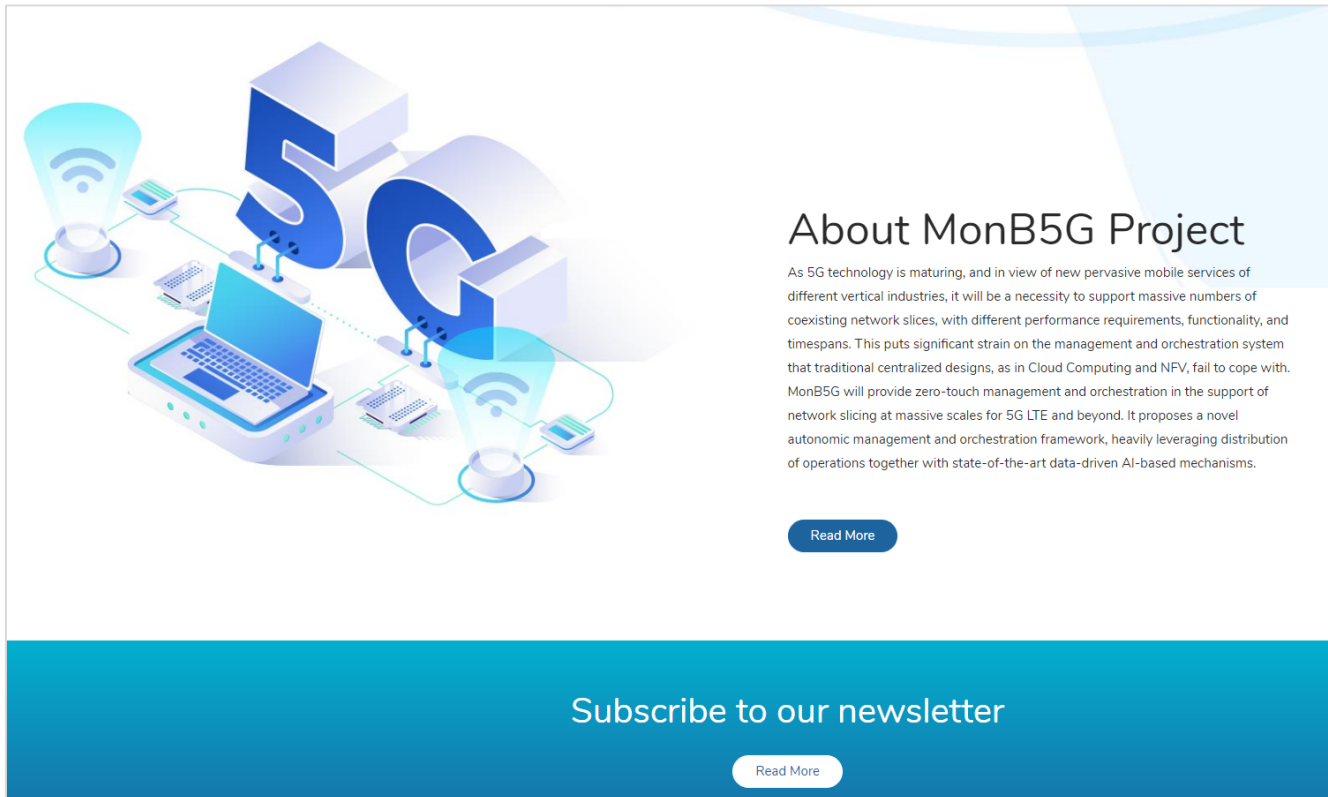 5G
About MonB5G Project
As 5G technology is maturing, and in view of new pervasive mobile services of
different vertical industries, it will be a necessity to support massive numbers of
coexisting network slices, with different performance requirements, functionality, and
timespans. This puts significant strain on the management and orchestration system
that traditional centralized designs, as in Cloud Computing and NFV, fail to cope with.
MonB5G will provide zero-touch management and orchestration in the support of
network slicing at massive scales for 5G LTE and beyond. It proposes a novel
autonomic management and orchestration framework, heavily leveraging distribution
of operations together with state-of-the-art data-driven AI-based mechanisms.
Read More
Subscribe to our newsletter
Read More